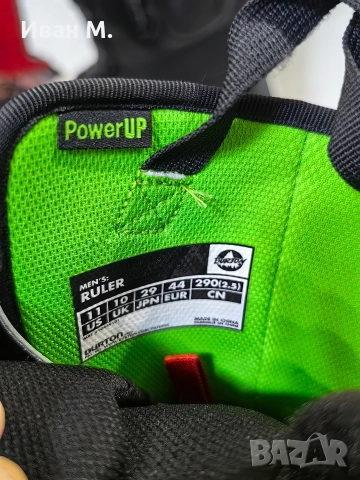 Иван М.
PowerUP
MEN'S:
RULER
BURTON
11 10 29 44 290(2.5)
US UK JPN EUR CN
MADE IN CHINA
BURTON
BAZAR